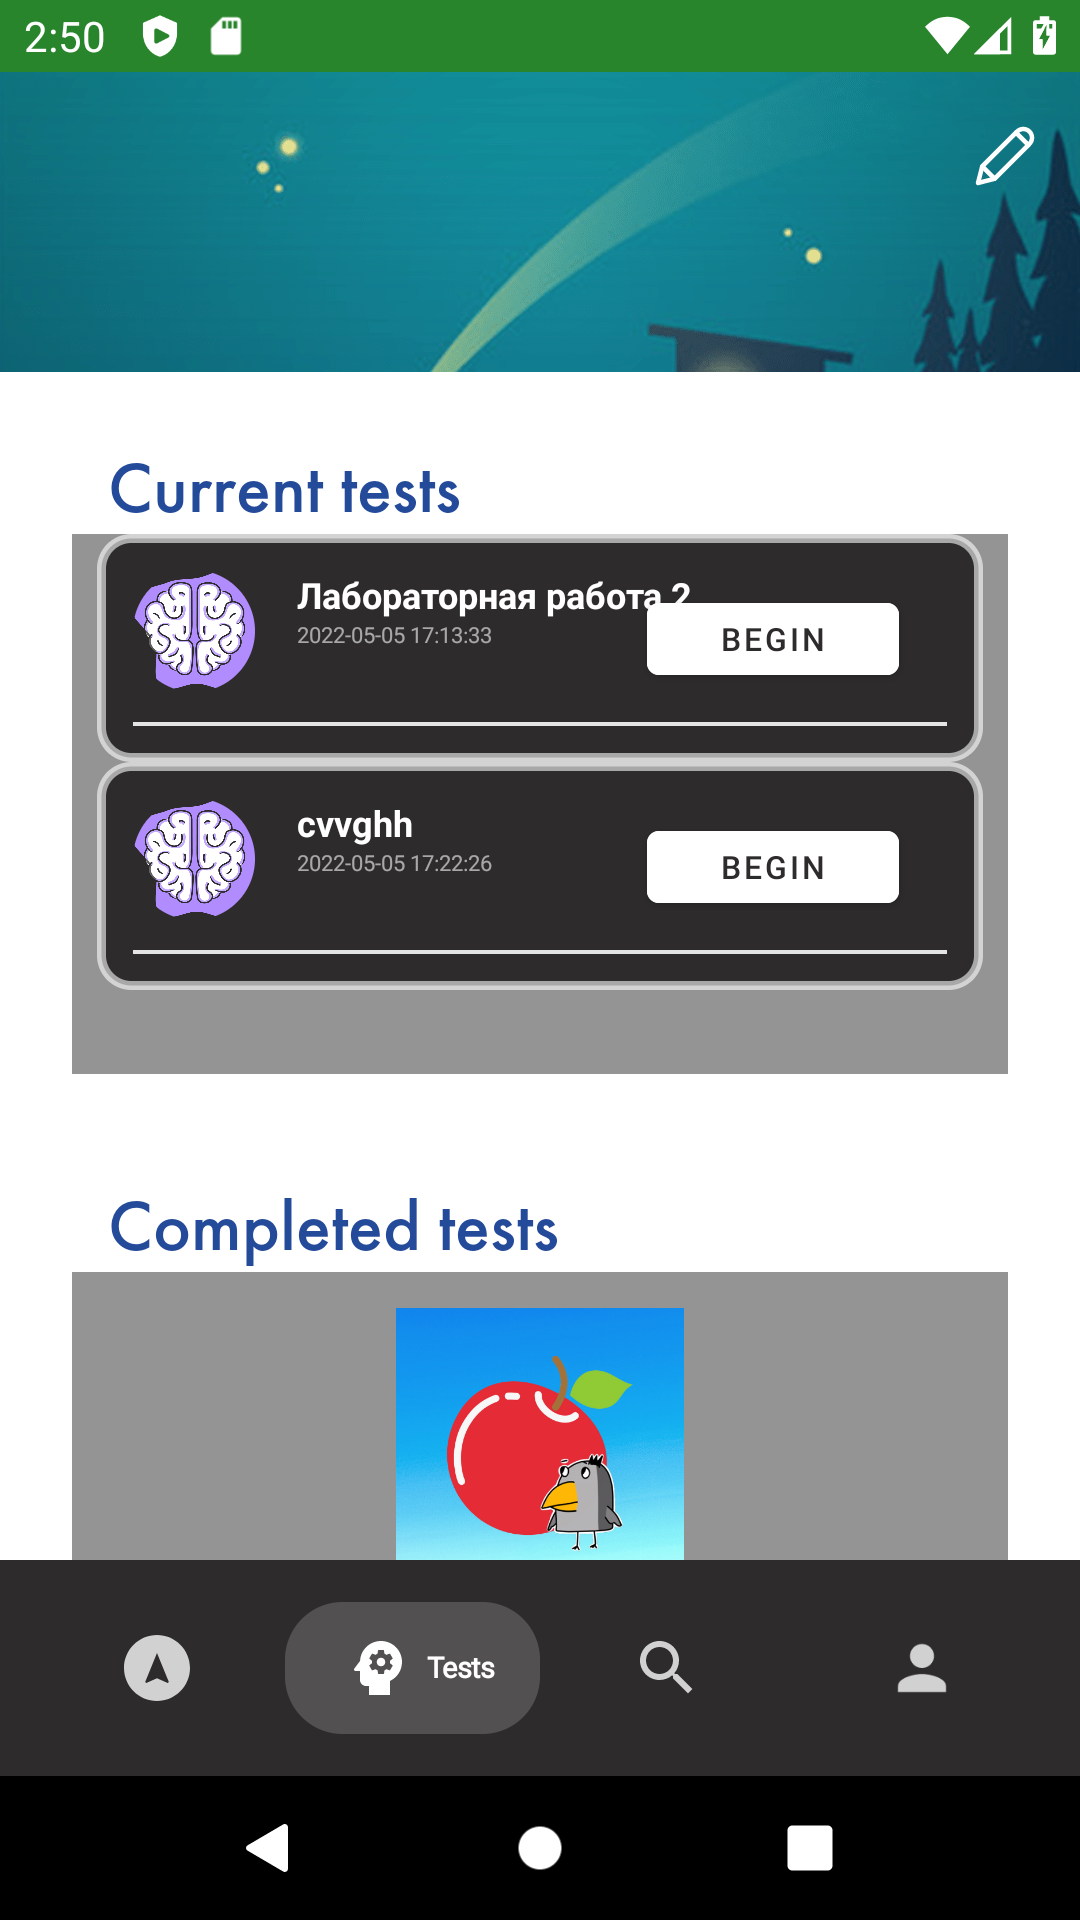 2:50
Current tests
Лабораторная работа 2
2022-05-05 17:13:33
BEGIN
cvvghh
2022-05-05 17:22:26
BEGIN
Completed tests
Tests